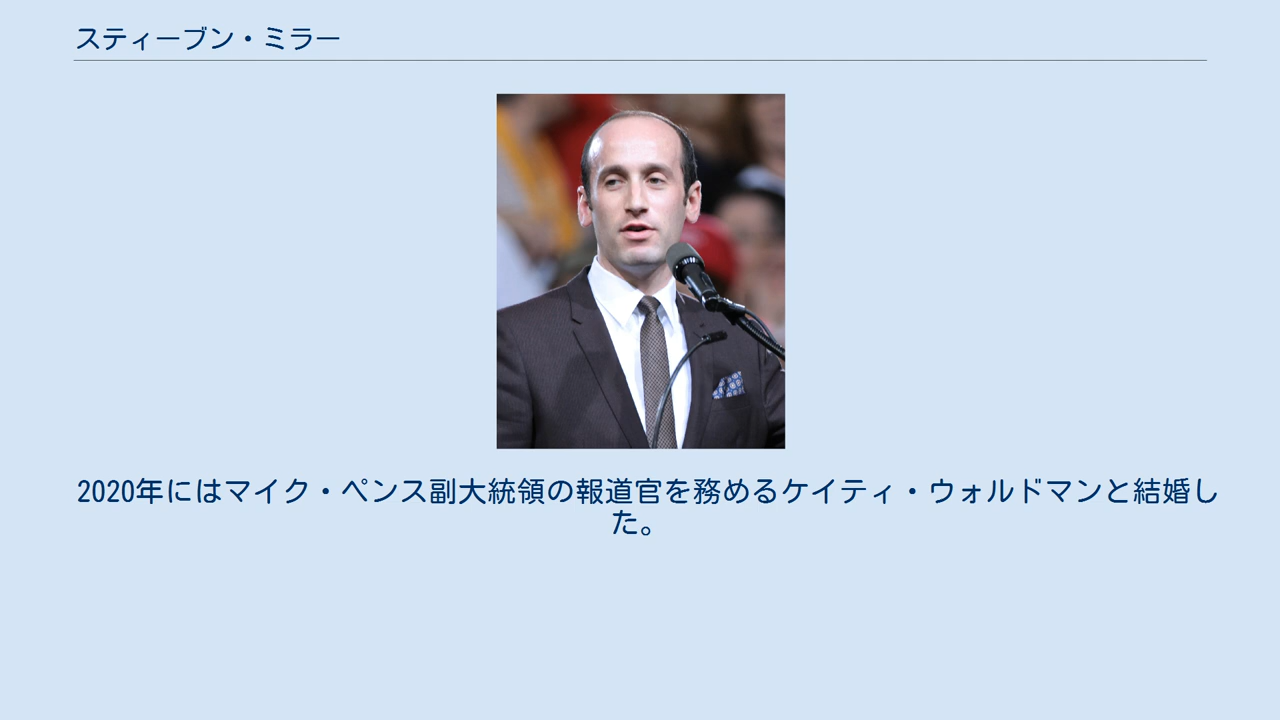 スティーブン・ミラー
2020年にはマイク・ペンス副大統領の報道官を務めるケイティ・ウォルドマンと結婚し
た。